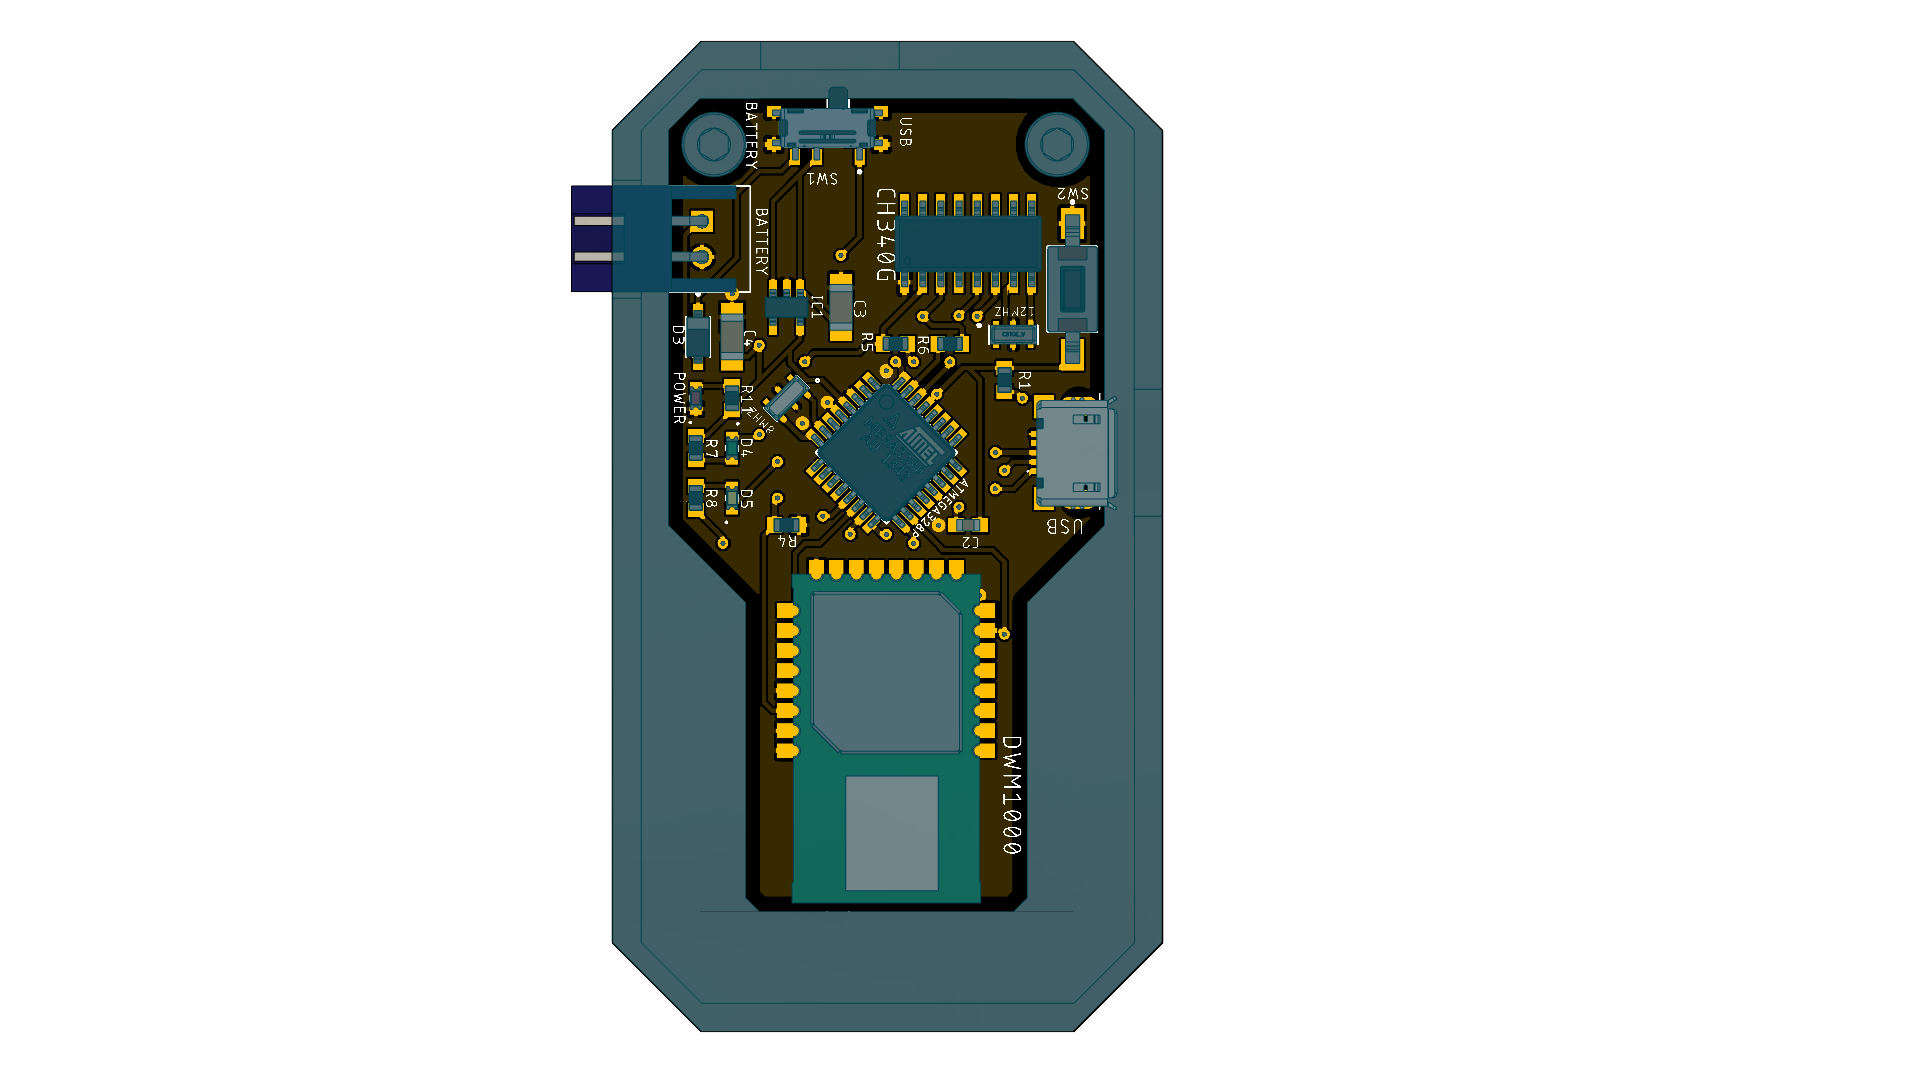 BATTERY
USB
SW1
SW2
CH340G
BATTERY
IC1
C3
12MHZ
D3
C4
R5
R6
POWER
R11
R1
8MHZ
ATMEL
R7
D4
R8
D5
ATMEGA328P
R4
C2
USB
DWM1000